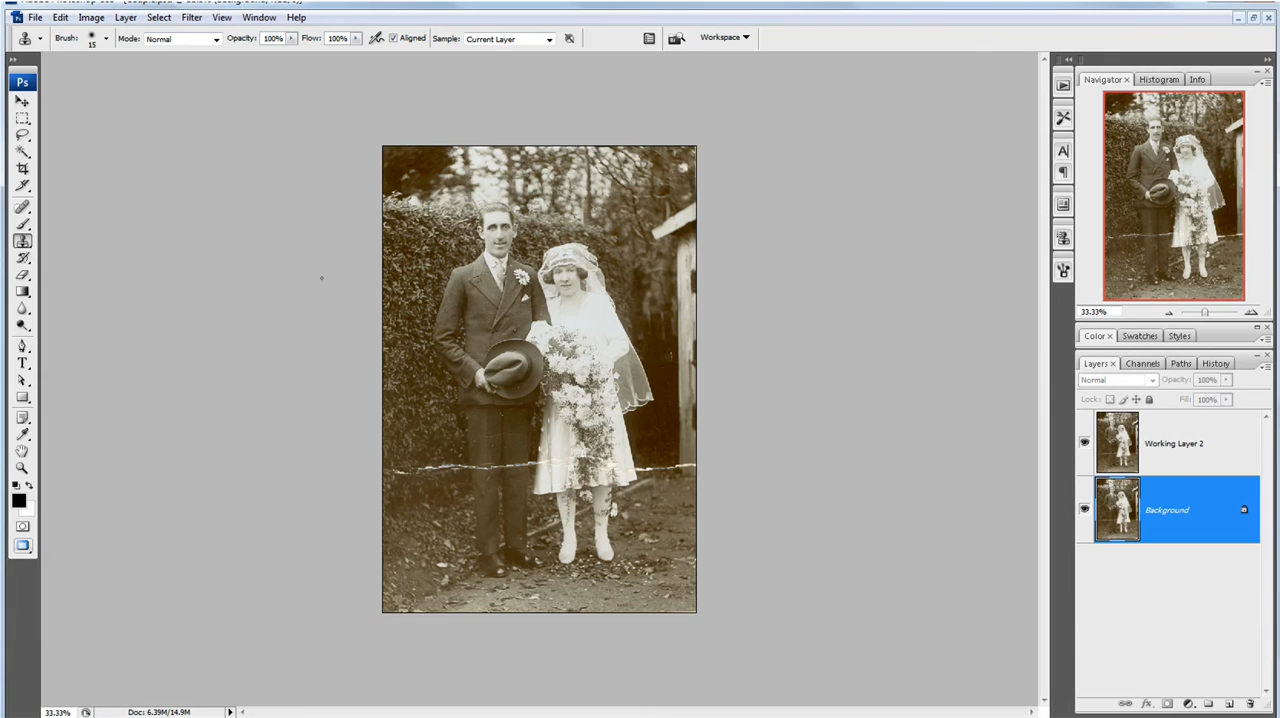 File Edit Image Layer Select Filter View Window Help
Brush: 15 Mode: Normal Opacity: 100% Flow: 100% Aligned Sample: Current Layer Workspace
Ps
Navigator Histogram Info
33.33%
Color Swatches Styles
Layers Channels Paths History
Normal Opacity: 100%
Lock: Fill: 100%
Working Layer 2
Background
33.33% Doc: 6.39M/14.9M